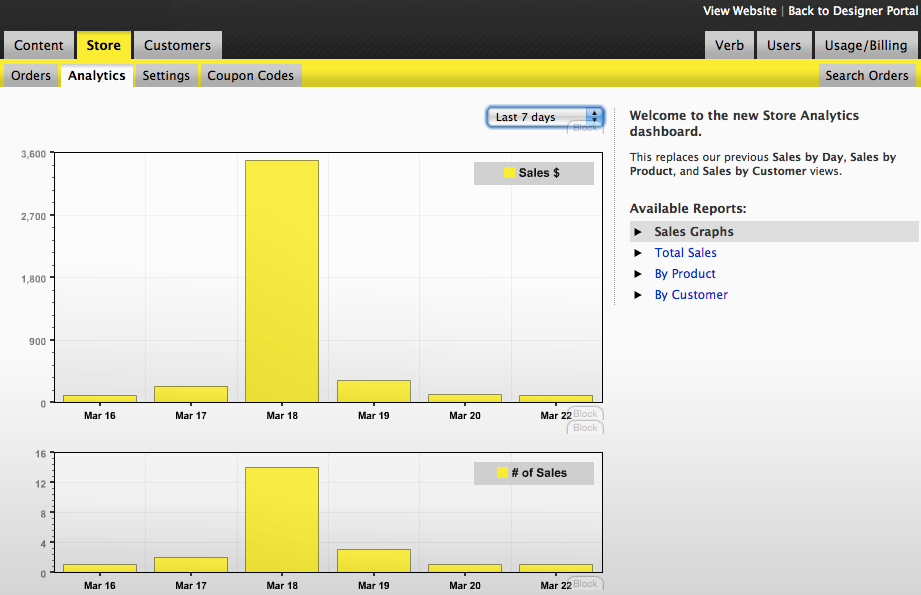 View Website | Back to Designer Portal
Content Store Customers Verb Users Usage/Billing
Orders Analytics Settings Coupon Codes Search Orders
Last 7 days
Block
Welcome to the new Store Analytics
dashboard.
This replaces our previous Sales by Day, Sales by
Product, and Sales by Customer views.
Available Reports:
Sales Graphs
Total Sales
By Product
By Customer
Sales $
3,600
2,700
1,800
900
0
Mar 16 Mar 17 Mar 18 Mar 19 Mar 20 Mar 22
Block
Block
# of Sales
16
12
8
4
0
Mar 16 Mar 17 Mar 18 Mar 19 Mar 20 Mar 22
Block